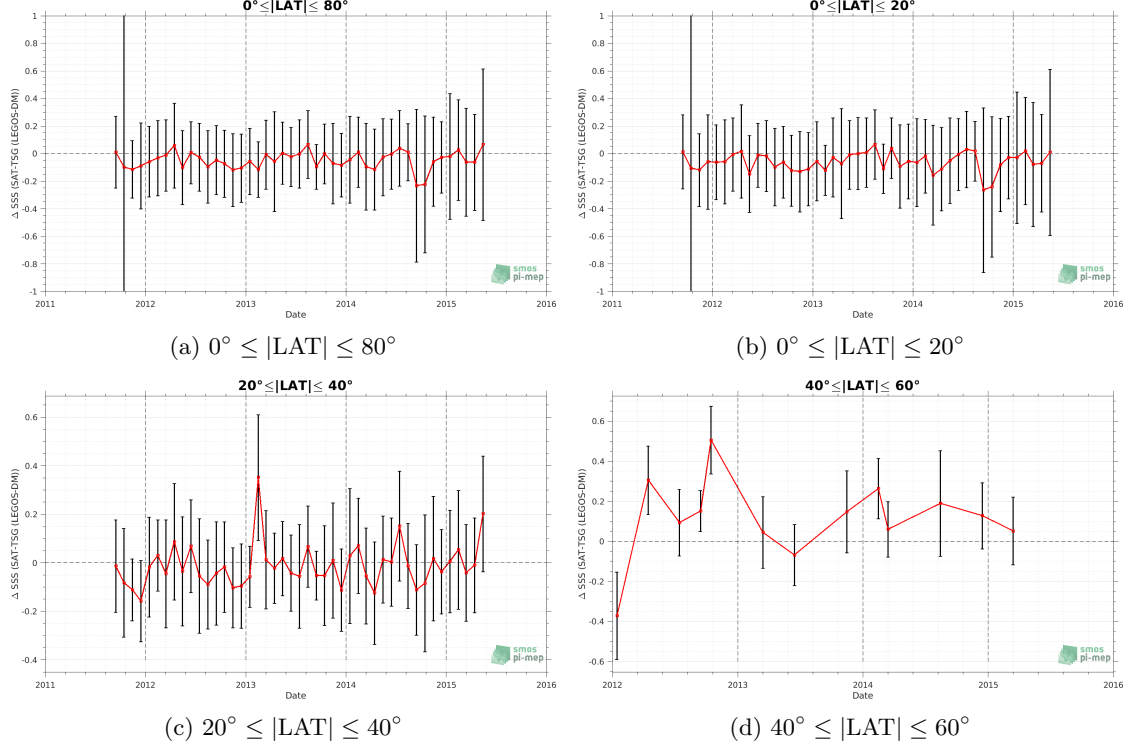 0°≤|LAT|≤ 80°
Δ SSS (SAT-TSG (LEGOS-DM))
1
0.8
0.6
0.4
0.2
0
-0.2
-0.4
-0.6
-0.8
-1
2011 2012 2013 2014 2015 2016
Date
smos
pi-mep
(a) 0° ≤ |LAT| ≤ 80°
0°≤|LAT|≤ 20°
Δ SSS (SAT-TSG (LEGOS-DM))
1
0.8
0.6
0.4
0.2
0
-0.2
-0.4
-0.6
-0.8
-1
2011 2012 2013 2014 2015 2016
Date
smos
pi-mep
(b) 0° ≤ |LAT| ≤ 20°
20°≤|LAT|≤ 40°
Δ SSS (SAT-TSG (LEGOS-DM))
0.6
0.4
0.2
0
-0.2
-0.4
2011 2012 2013 2014 2015 2016
Date
smos
pi-mep
(c) 20° ≤ |LAT| ≤ 40°
40°≤|LAT|≤ 60°
Δ SSS (SAT-TSG (LEGOS-DM))
0.6
0.4
0.2
0
-0.2
-0.4
-0.6
2012 2013 2014 2015 2016
Date
smos
pi-mep
(d) 40° ≤ |LAT| ≤ 60°